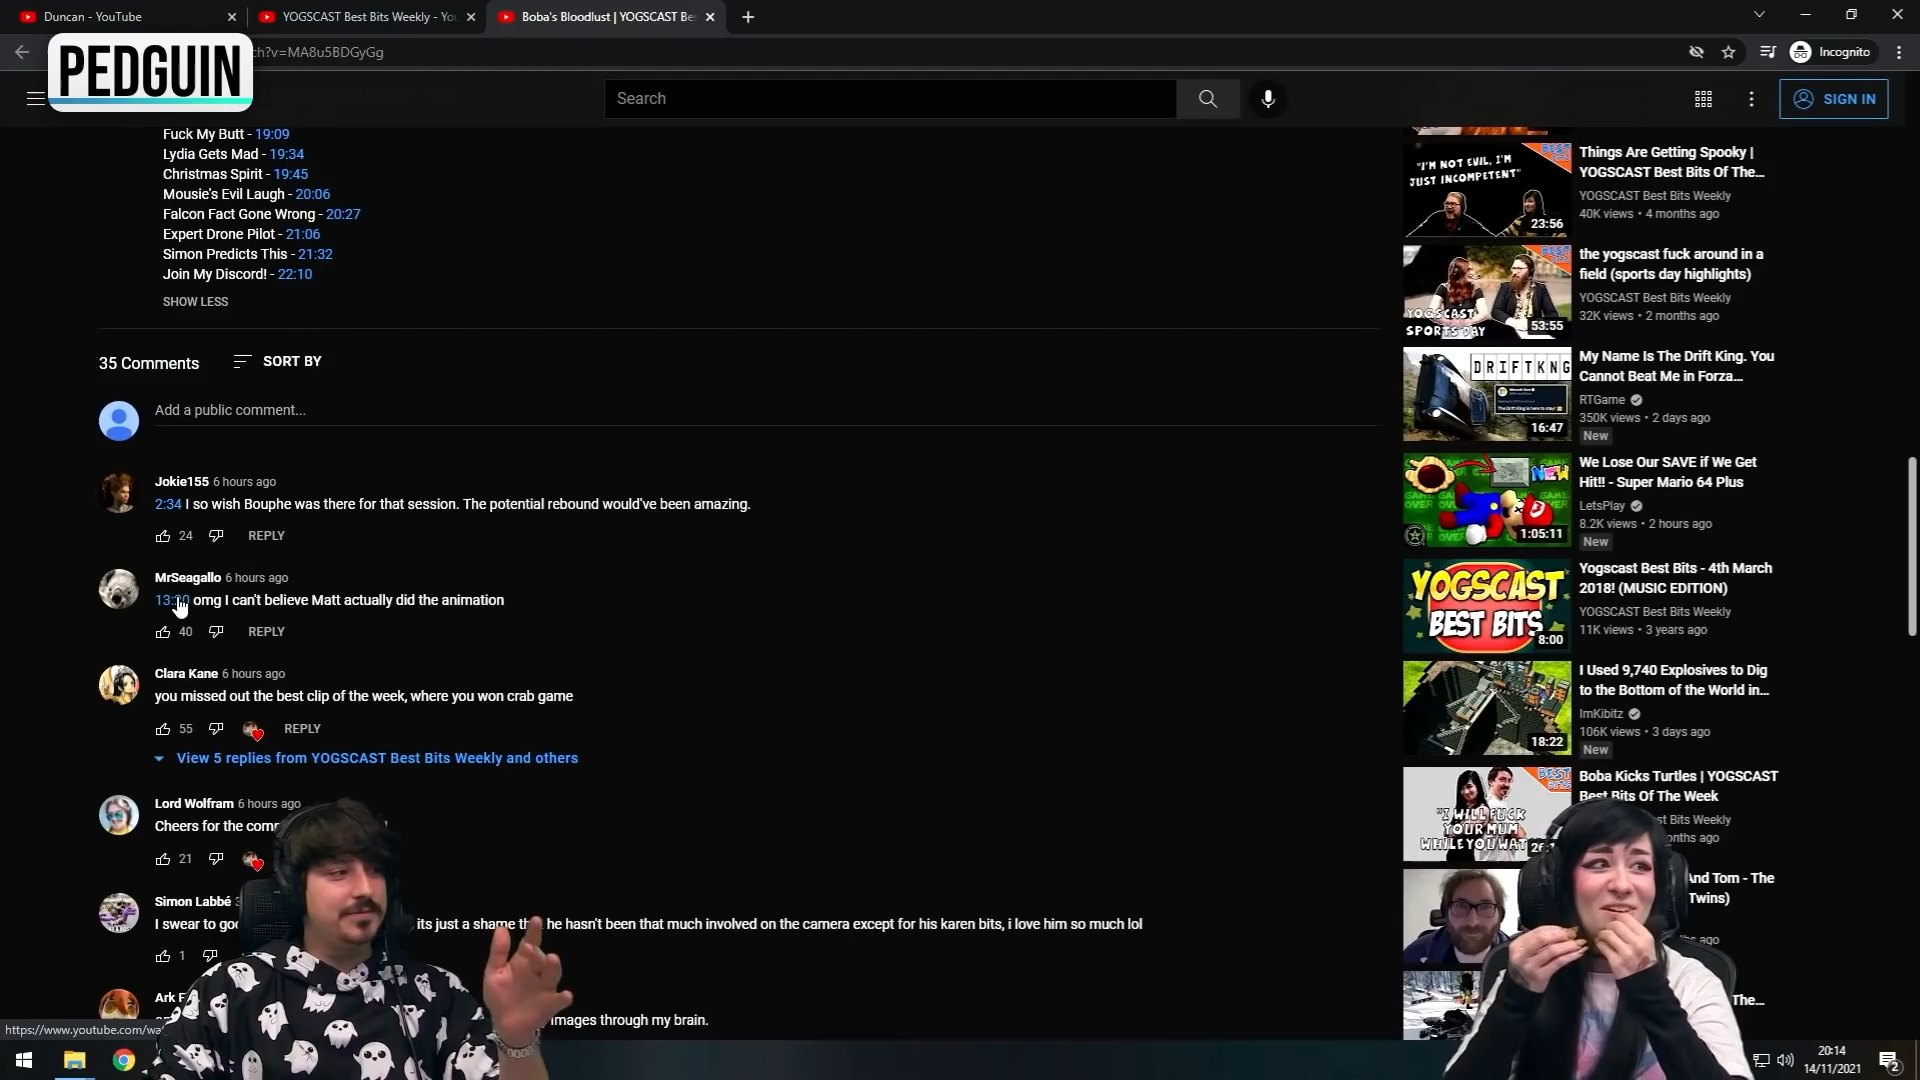 Duncan - YouTube
YOGSCAST Best Bits Weekly - You
Boba's Bloodlust | YOGSCAST Be
PEDGUIN
ch?v=MA8u5BDGyGg
Incognito
Search
SIGN IN
Fuck My Butt - 19:09
Lydia Gets Mad - 19:34
Christmas Spirit - 19:45
Mousie's Evil Laugh - 20:06
Falcon Fact Gone Wrong - 20:27
Expert Drone Pilot - 21:06
Simon Predicts This - 21:32
Join My Discord! - 22:10
SHOW LESS
35 Comments
SORT BY
Add a public comment...
Jokie155 6 hours ago
2:34 I so wish Bouphe was there for that session. The potential rebound would've been amazing.
24 REPLY
MrSeagallo 6 hours ago
omg I can't believe Matt actually did the animation
40 REPLY
Clara Kane 6 hours ago
you missed out the best clip of the week, where you won crab game
55 REPLY
View 5 replies from YOGSCAST Best Bits Weekly and others
Lord Wolfram 6 hours ago
Cheers for the
21
Simon Labbé
I swear to
its just a shame he hasn't been that much involved on the camera except for his karen bits, i love him so much lol
1
Ark
images through my brain.
https://www.youtube.com/wa
"I'M NOT EVIL, I'M
JUST INCOMPETENT"
BEST
23:56
Things Are Getting Spooky |
YOGSCAST Best Bits Of The...
YOGSCAST Best Bits Weekly
40K views • 4 months ago
BEST
BITS
YOGSCAST
SPORTS DAY
53:55
the yogscast fuck around in a
field (sports day highlights)
YOGSCAST Best Bits Weekly
32K views • 2 months ago
DRIFTKNG
16:47
My Name Is The Drift King. You
Cannot Beat Me in Forza...
RTGame
350K views • 2 days ago
New
NEW
1:05:11
We Lose Our SAVE if We Get
Hit!! - Super Mario 64 Plus
LetsPlay
8.2K views • 2 hours ago
New
YOGSCAST
BEST BITS
8:00
Yogscast Best Bits - 4th March
2018! (MUSIC EDITION)
YOGSCAST Best Bits Weekly
11K views • 3 years ago
18:22
I Used 9,740 Explosives to Dig
to the Bottom of the World in...
ImKibitz
106K views • 3 days ago
New
BEST
BITS
"I WILL FUCK
YOUR MUM
WHILE YOU WAT
Boba Kicks Turtles | YOGSCAST
Best Bits Of The Week
st Bits Weekly
nths ago
And Tom - The
Twins)
ago
The...
20:14
14/11/2021
2